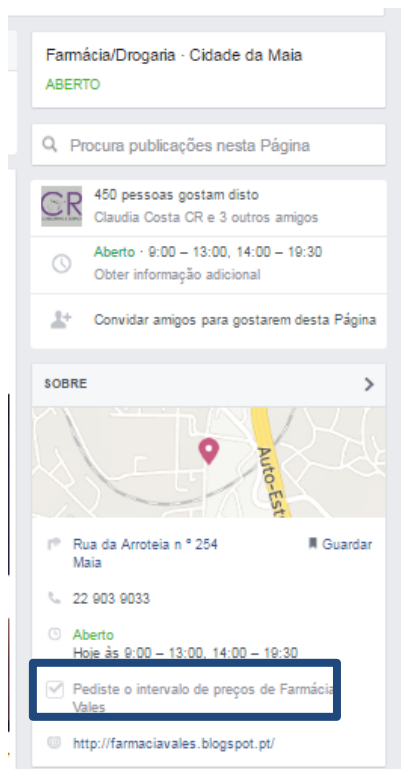 Farmácia/Drogaria · Cidade da Maia
ABERTO
Procura publicações nesta Página
CR
450 pessoas gostam disto
Claudia Costa CR e 3 outros amigos
Aberto · 9:00 – 13:00, 14:00 – 19:30
Obter informação adicional
Convidar amigos para gostarem desta Página
SOBRE
Auto-Est
Rua da Arroteia n º 254
Maia
Guardar
22 903 9033
Aberto
Hoje às 9:00 – 13:00, 14:00 – 19:30
Pediste o intervalo de preços de Farmácia
Vales
http://farmaciavales.blogspot.pt/